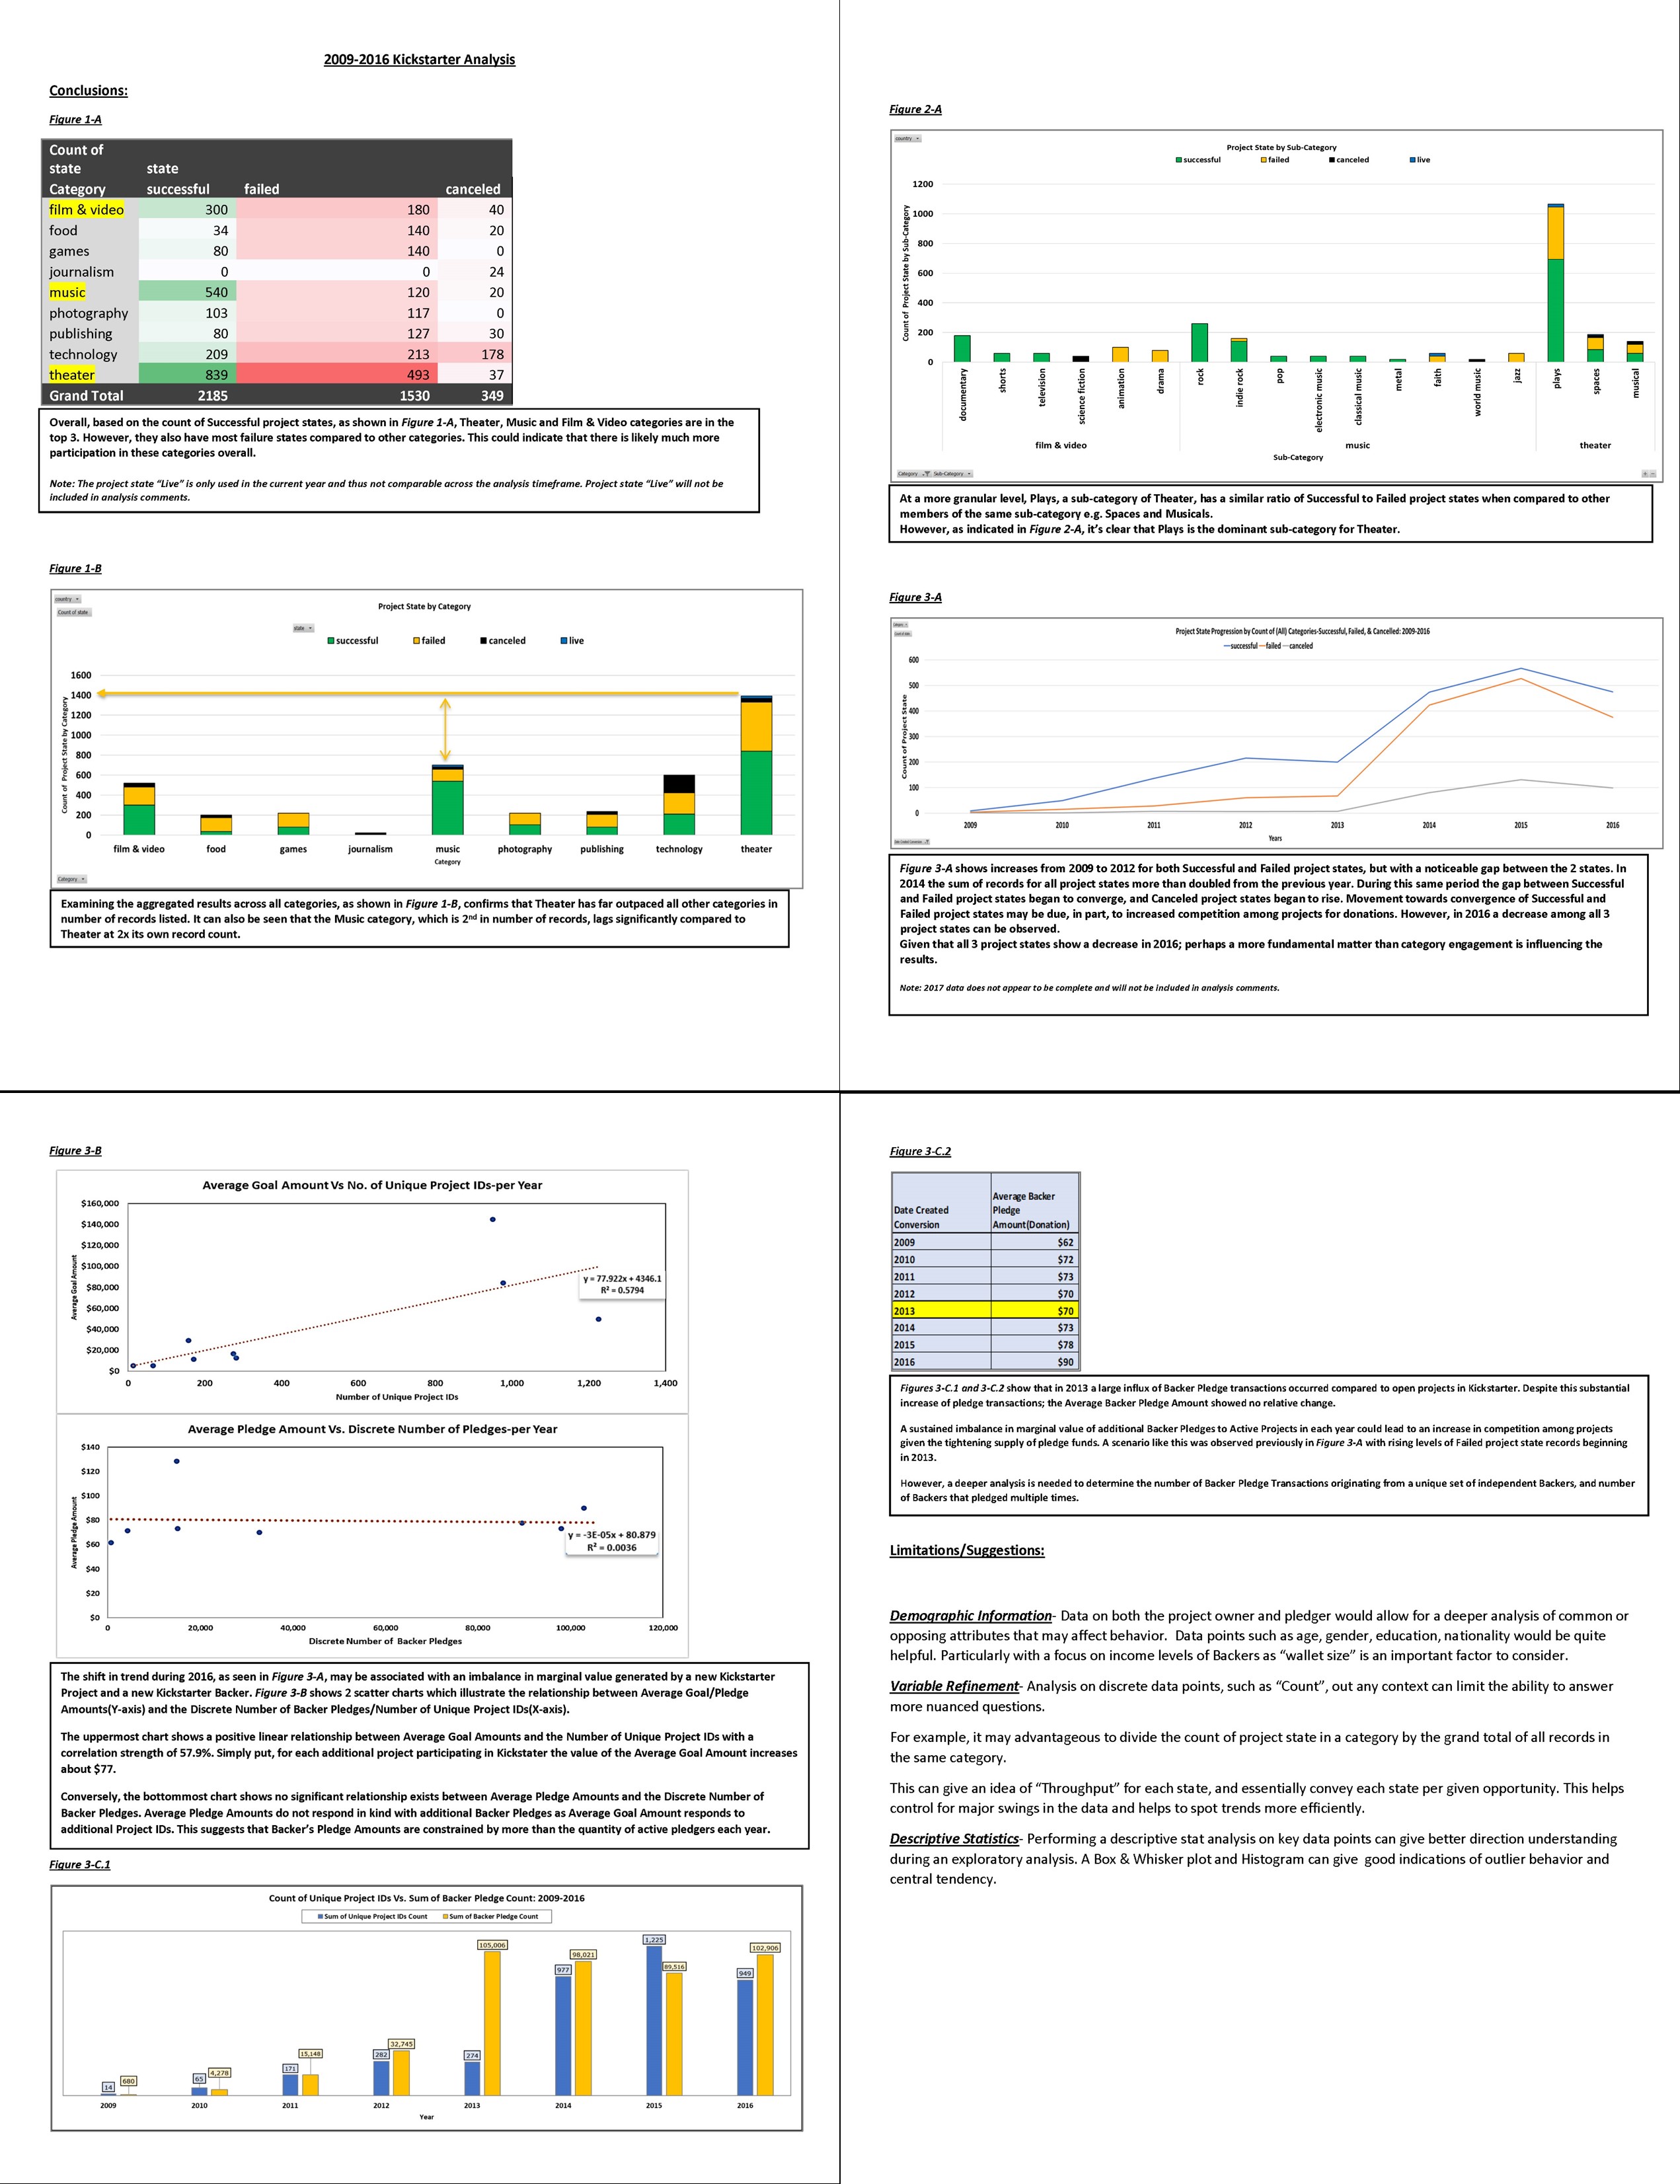 2009-2016 Kickstarter Analysis
Conclusions:
Figure 1-A
Count of
state state
Category successful failed canceled
film & video 300 180 40
food 34 140 20
games 80 140 0
journalism 0 0 24
music 540 120 20
photography 103 117 0
publishing 80 127 30
technology 209 213 178
theater 839 493 37
Grand Total 2185 1530 349
Overall, based on the count of Successful project states, as shown in Figure 1-A, Theater, Music and Film & Video categories are in the
top 3. However, they also have most failure states compared to other categories. This could indicate that there is likely much more
participation in these categories overall.
Note: The project state “Live” is only used in the current year and thus not comparable across the analysis timeframe. Project state “Live” will not be
included in analysis comments.
Figure 1-B
country
Count of state
Project State by Category
state
successful failed canceled live
Count of Project State by Category
1600
1400
1200
1000
800
600
400
200
0
film & video food games journalism music photography publishing technology theater
Category
Category
Examining the aggregated results across all categories, as shown in Figure 1-B, confirms that Theater has far outpaced all other categories in
number of records listed. It can also be seen that the Music category, which is 2nd in number of records, lags significantly compared to
Theater at 2x its own record count.
Figure 2-A
country
Project State by Sub-Category
successful failed canceled live
Count of Project State by Sub-Category
1200
1000
800
600
400
200
0
documentary shorts television science fiction animation drama rock indie rock pop electronic music classical music metal faith world music jazz plays spaces musical
film & video music theater
Sub-Category
Category Sub-Category
At a more granular level, Plays, a sub-category of Theater, has a similar ratio of Successful to Failed project states when compared to other
members of the same sub-category e.g. Spaces and Musicals.
However, as indicated in Figure 2-A, it’s clear that Plays is the dominant sub-category for Theater.
Figure 3-A
Project State Progression by Count of (All) Categories-Successful, Failed, & Cancelled: 2009-2016
successful failed canceled
Count of Project State
600
500
400
300
200
100
0
2009 2010 2011 2012 2013 2014 2015 2016
Years
Figure 3-A shows increases from 2009 to 2012 for both Successful and Failed project states, but with a noticeable gap between the 2 states. In
2014 the sum of records for all project states more than doubled from the previous year. During this same period the gap between Successful
and Failed project states began to converge, and Canceled project states began to rise. Movement towards convergence of Successful and
Failed project states may be due, in part, to increased competition among projects for donations. However, in 2016 a decrease among all 3
project states can be observed.
Given that all 3 project states show a decrease in 2016; perhaps a more fundamental matter than category engagement is influencing the
results.
Note: 2017 data does not appear to be complete and will not be included in analysis comments.
Figure 3-B
Average Goal Amount Vs No. of Unique Project IDs-per Year
Average Goal Amount
$160,000
$140,000
$120,000
$100,000
$80,000
$60,000
$40,000
$20,000
$0
y = 77.922x + 4346.1
R² = 0.5794
0 200 400 600 800 1,000 1,200 1,400
Number of Unique Project IDs
Average Pledge Amount Vs. Discrete Number of Pledges-per Year
Average Pledge Amount
$140
$120
$100
$80
$60
$40
$20
$0
y = -3E-05x + 80.879
R² = 0.0036
0 20,000 40,000 60,000 80,000 100,000 120,000
Discrete Number of Backer Pledges
The shift in trend during 2016, as seen in Figure 3-A, may be associated with an imbalance in marginal value generated by a new Kickstarter
Project and a new Kickstarter Backer. Figure 3-B shows 2 scatter charts which illustrate the relationship between Average Goal/Pledge
Amounts(Y-axis) and the Discrete Number of Backer Pledges/Number of Unique Project IDs(X-axis).
The uppermost chart shows a positive linear relationship between Average Goal Amounts and the Number of Unique Project IDs with a
correlation strength of 57.9%. Simply put, for each additional project participating in Kickstater the value of the Average Goal Amount increases
about $77.
Conversely, the bottommost chart shows no significant relationship exists between Average Pledge Amounts and the Discrete Number of
Backer Pledges. Average Pledge Amounts do not respond in kind with additional Backer Pledges as Average Goal Amount responds to
additional Project IDs. This suggests that Backer’s Pledge Amounts are constrained by more than the quantity of active pledgers each year.
Figure 3-C.1
Count of Unique Project IDs Vs. Sum of Backer Pledge Count: 2009-2016
Sum of Unique Project IDs Count Sum of Backer Pledge Count
14 680 65 4,278 171 15,148 282 32,745 274 105,006 977 98,021 1,225 89,516 949 102,906
2009 2010 2011 2012 2013 2014 2015 2016
Year
Figure 3-C.2
Date Created Conversion Average Backer Pledge Amount(Donation)
2009 $62
2010 $72
2011 $73
2012 $70
2013 $70
2014 $73
2015 $78
2016 $90
Figures 3-C.1 and 3-C.2 show that in 2013 a large influx of Backer Pledge transactions occurred compared to open projects in Kickstarter. Despite this substantial
increase of pledge transactions; the Average Backer Pledge Amount showed no relative change.
A sustained imbalance in marginal value of additional Backer Pledges to Active Projects in each year could lead to an increase in competition among projects
given the tightening supply of pledge funds. A scenario like this was observed previously in Figure 3-A with rising levels of Failed project state records beginning
in 2013.
However, a deeper analysis is needed to determine the number of Backer Pledge Transactions originating from a unique set of independent Backers, and number
of Backers that pledged multiple times.
Limitations/Suggestions:
Demographic Information- Data on both the project owner and pledger would allow for a deeper analysis of common or
opposing attributes that may affect behavior. Data points such as age, gender, education, nationality would be quite
helpful. Particularly with a focus on income levels of Backers as “wallet size” is an important factor to consider.
Variable Refinement- Analysis on discrete data points, such as “Count”, out any context can limit the ability to answer
more nuanced questions.
For example, it may advantageous to divide the count of project state in a category by the grand total of all records in
the same category.
This can give an idea of “Throughput” for each state, and essentially convey each state per given opportunity. This helps
control for major swings in the data and helps to spot trends more efficiently.
Descriptive Statistics- Performing a descriptive stat analysis on key data points can give better direction understanding
during an exploratory analysis. A Box & Whisker plot and Histogram can give good indications of outlier behavior and
central tendency.